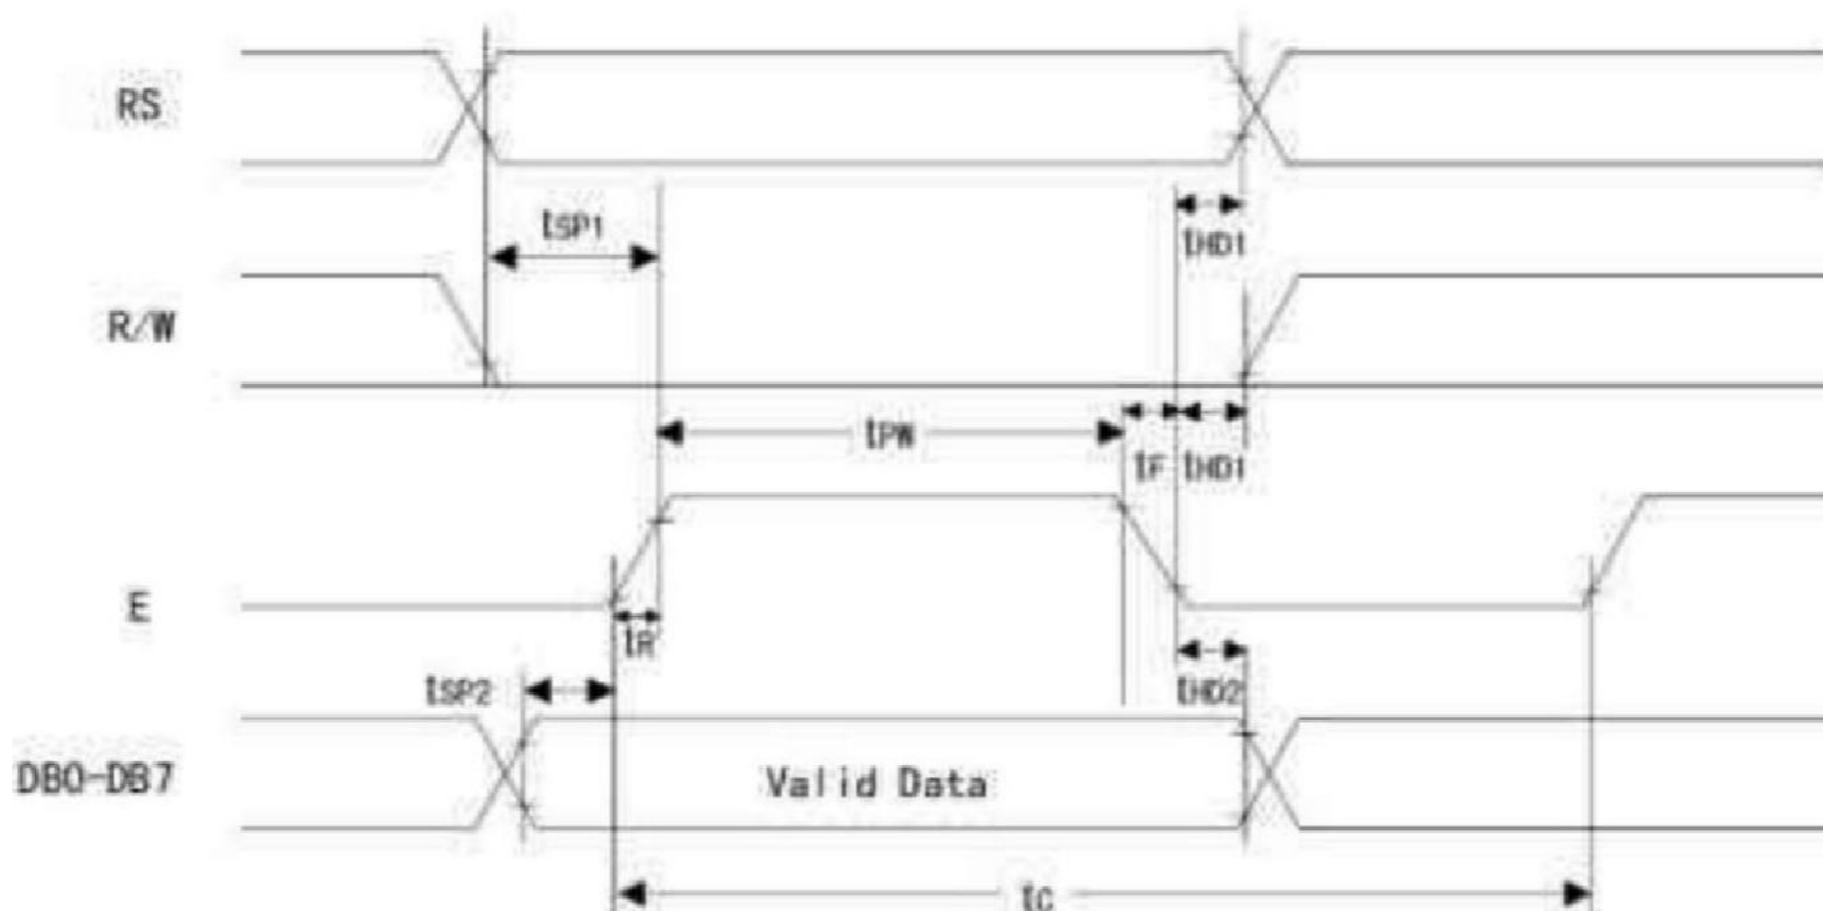 RS
tSP1
tHD1
R/W
tPW
tF tHD1
E
tR
tSP2
tHD2
DB0-DB7
Valid Data
tC